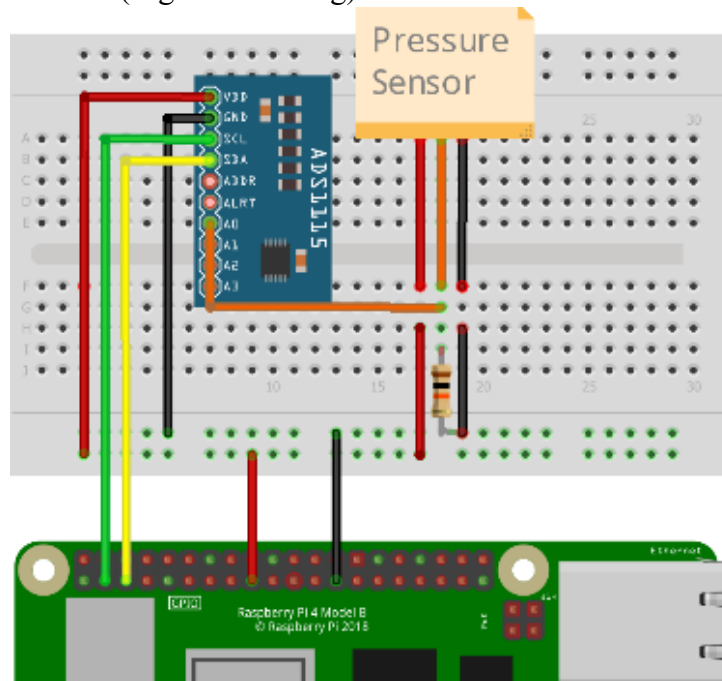 Pressure
Sensor
25 30
VDD
GND
SCL
SDA
ADDR
ALRT
A0
A1
A2
A3
ADS1115
A
B
C
D
E
F
G
H
I
J
10 15 20 25 30
GPIO
Raspberry Pi 4 Model B
© Raspberry Pi 2018
Ethernet